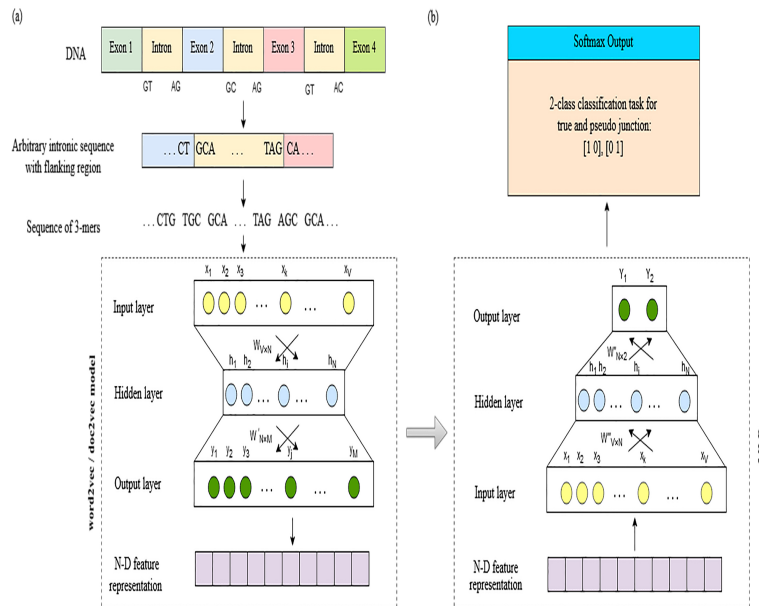 (a)
DNA
Exon 1 Intron Exon 2 Intron Exon 3 Intron Exon 4
GT AG GC AG GT AC
Arbitrary intronic sequence
with flanking region
...CT GCA ... TAG CA...
Sequence of 3-mers
...CTG TGC GCA ... TAG AGC GCA...
word2vec / doc2vec model
x1 x2 x3 xk xV
Input layer
... ...
WV×N
h1 h2 hi hN
Hidden layer
... ...
W'N×M
y1 y2 y3 yj yM
Output layer
... ...
N-D feature
representation
(b)
Softmax Output
2-class classification task for
true and pseudo junction:
[1 0], [0 1]
Y1 Y2
Output layer
W''N×2
h1 h2 hi hN
Hidden layer
... ...
W''V×N
x1 x2 x3 xk xV
Input layer
... ...
N-D feature
representation